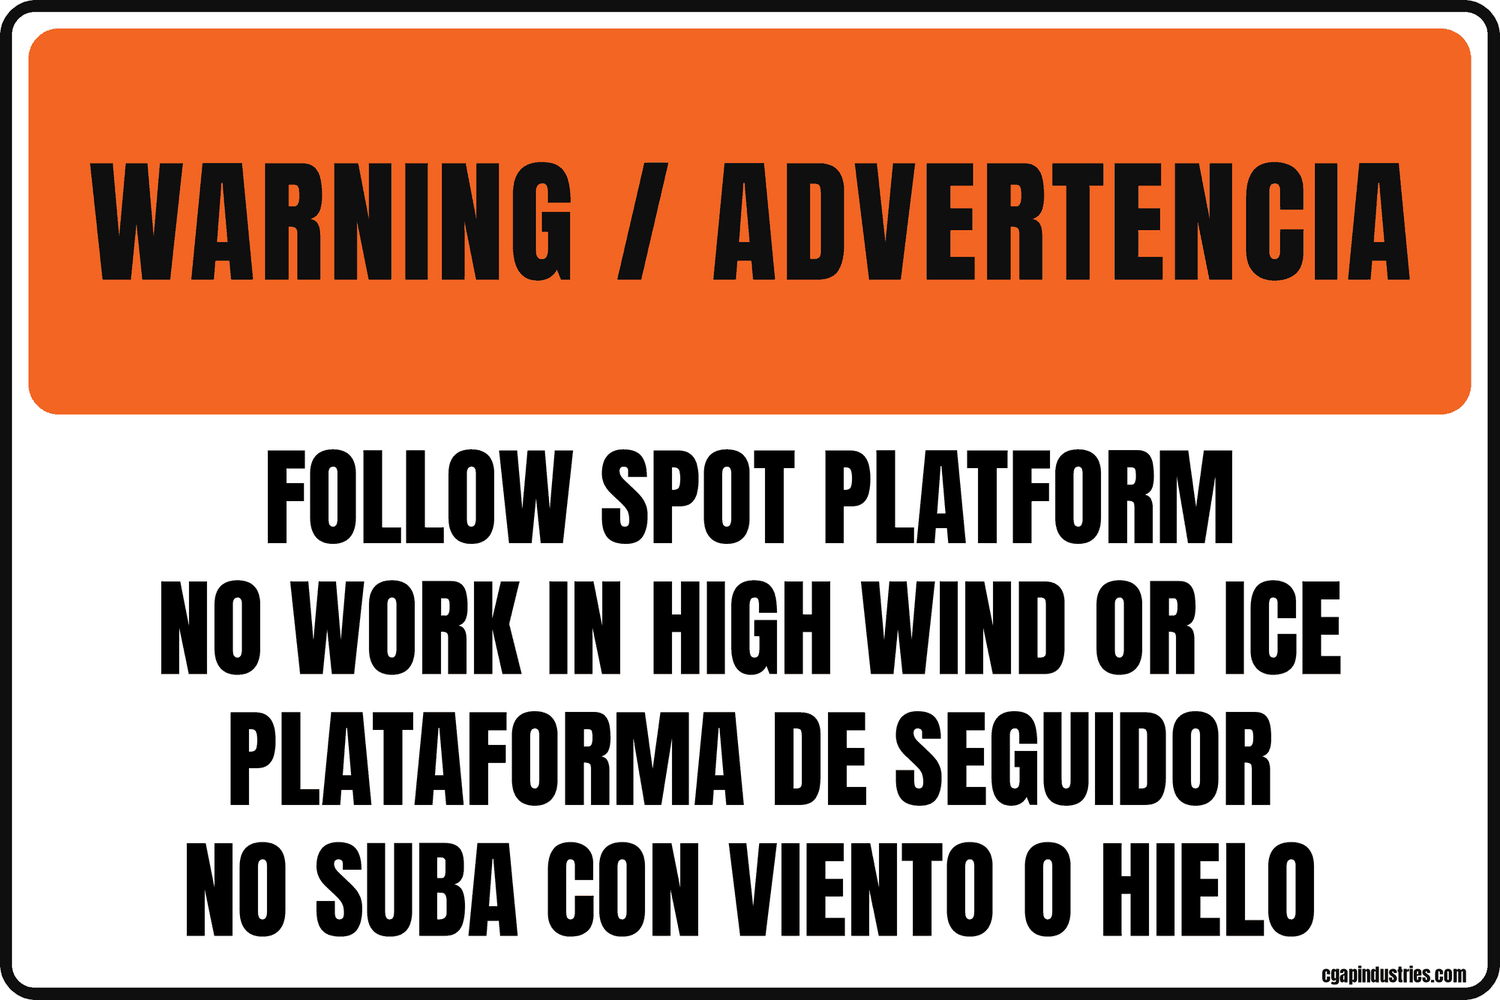 WARNING / ADVERTENCIA
FOLLOW SPOT PLATFORM
NO WORK IN HIGH WIND OR ICE
PLATAFORMA DE SEGUIDOR
NO SUBA CON VIENTO O HIELO
cgapindustries.com